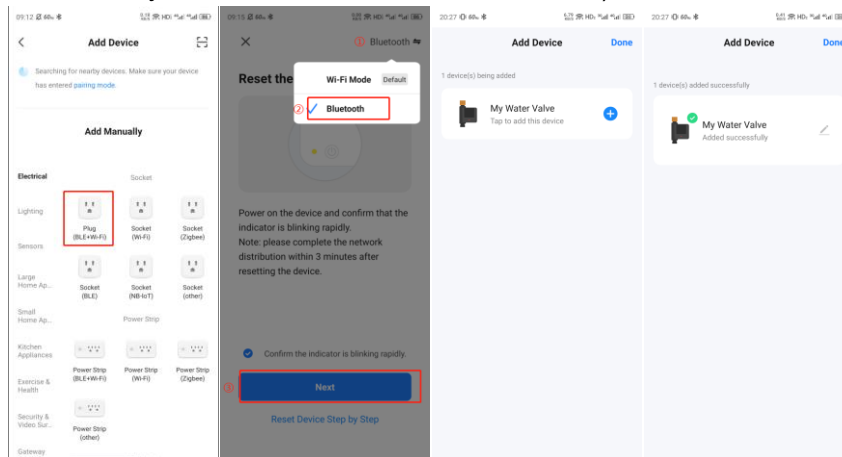 09:12
Add Device
Searching for nearby devices. Make sure your device
has entered pairing mode.
Add Manually
Electrical
Socket
Lighting
Plug
(BLE+Wi-Fi)
Socket
(Wi-Fi)
Socket
(Zigbee)
Sensors
Large
Home Ap...
Socket
(BLE)
Socket
(NB-IoT)
Socket
(other)
Small
Home Ap...
Power Strip
Kitchen
Appliances
Power Strip
(BLE+Wi-Fi)
Power Strip
(Wi-Fi)
Power Strip
(Zigbee)
Exercise &
Health
Security &
Video Sur...
Power Strip
(other)
Gateway
09:15
① Bluetooth
Reset the
Wi-Fi Mode Default
② Bluetooth
Power on the device and confirm that the
indicator is blinking rapidly.
Note: please complete the network
distribution within 3 minutes after
resetting the device.
Confirm the indicator is blinking rapidly.
③ Next
Reset Device Step by Step
20:27
Add Device Done
1 device(s) being added
My Water Valve
Tap to add this device
20:27
Add Device Done
1 device(s) added successfully
My Water Valve
Added successfully